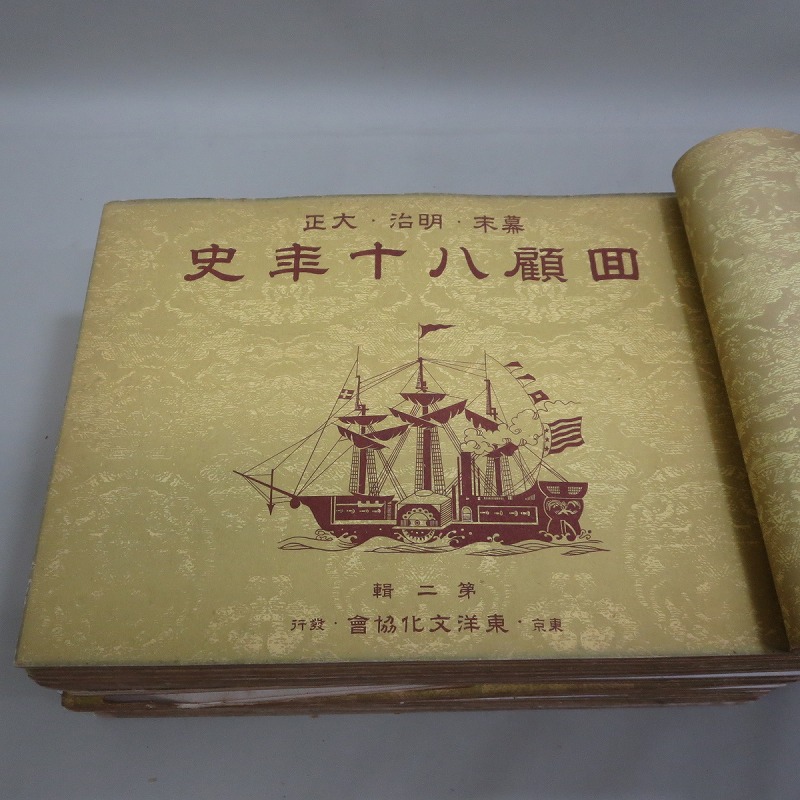 幕末・明治・大正
回顧八十年史
第二輯
東京・東洋文化協會・發行